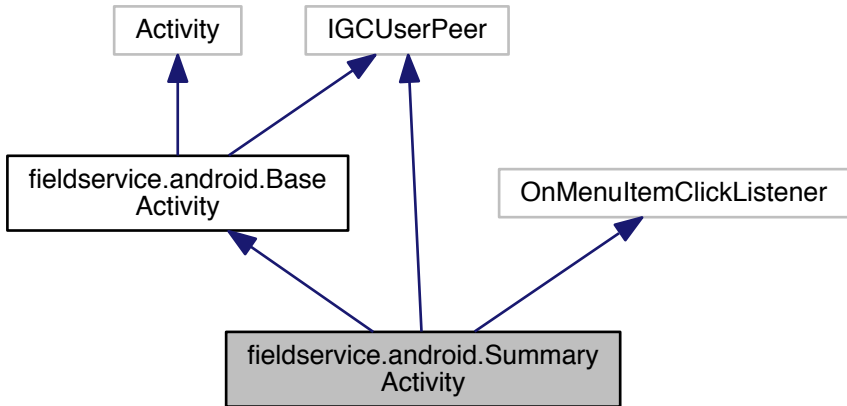 Activity
IGCUserPeer
fieldservice.android.Base
Activity
OnMenuItemClickListener
fieldservice.android.Summary
Activity